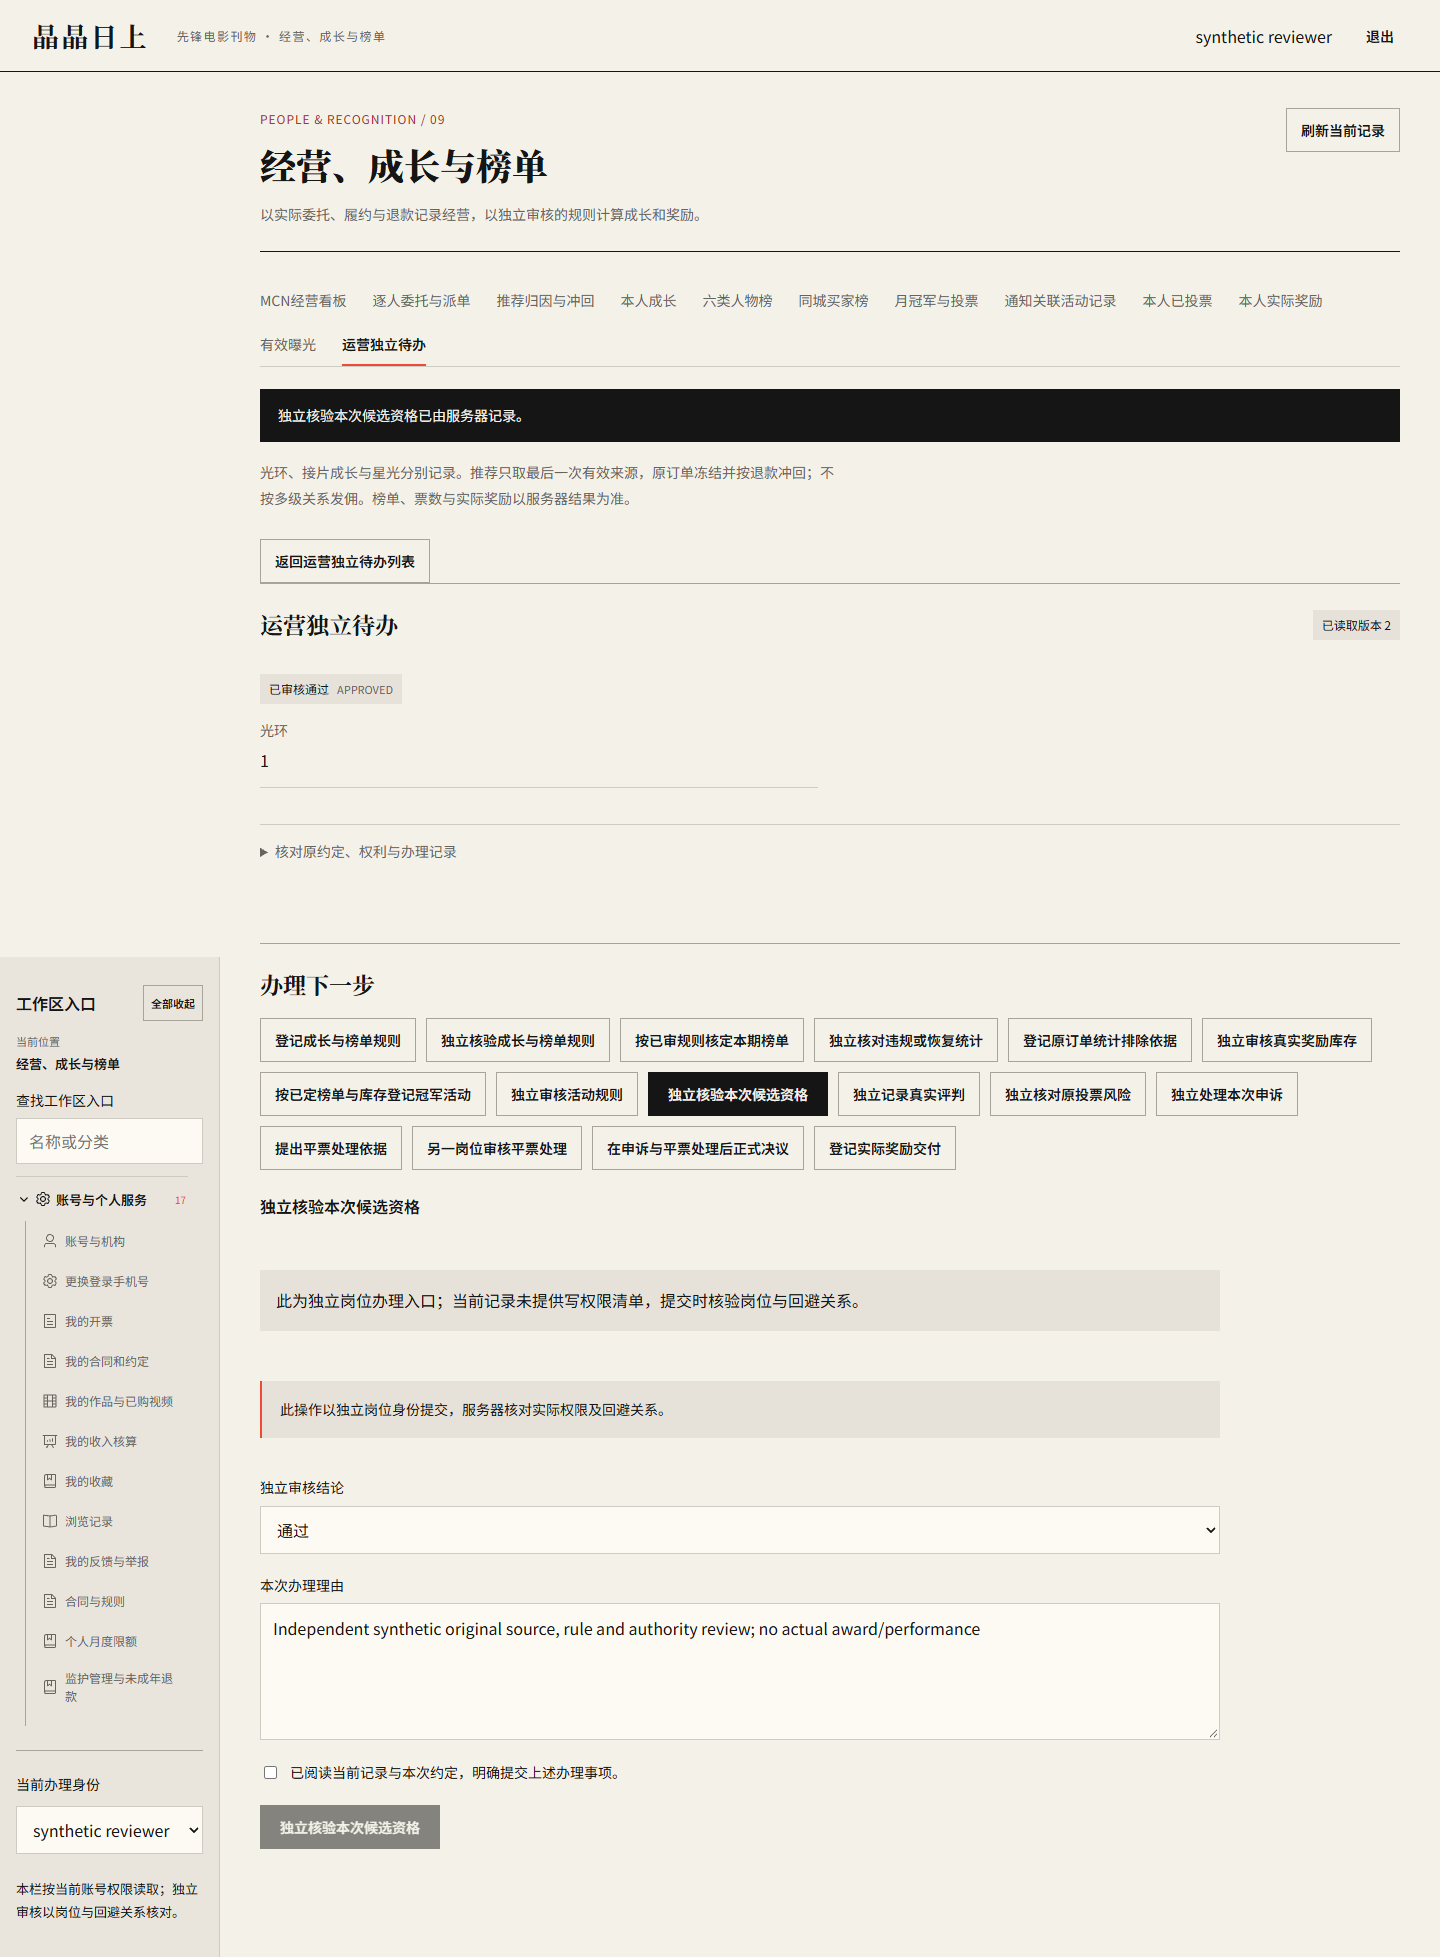 晶晶日上
先锋电影刊物 • 经营、成长与榜单
synthetic reviewer
退出
PEOPLE & RECOGNITION / 09
刷新当前记录
经营、成长与榜单
以实际委托、履约与退款记录经营，以独立审核的规则计算成长和奖励。
MCN经营看板 逐人委托与派单 推荐归因与冲回 本人成长 六类人物榜 同城买家榜 月冠军与投票 通知关联活动记录 本人已投票 本人实际奖励
有效曝光 运营独立待办
独立核验本次候选资格已由服务器记录。
光环、接片成长与星光分别记录。推荐只取最后一次有效来源，原订单冻结并按退款冲回；不
按多级关系发佣。榜单、票数与实际奖励以服务器结果为准。
返回运营独立待办列表
运营独立待办
已读取版本 2
已审核通过 APPROVED
光环
1
核对原约定、权利与办理记录
工作区入口
全部收起
当前位置
经营、成长与榜单
查找工作区入口
名称或分类
账号与个人服务 17
账号与机构
更换登录手机号
我的开票
我的合同和约定
我的作品与已购视频
我的收入核算
我的收藏
浏览记录
我的反馈与举报
合同与规则
个人月度限额
监护管理与未成年退
款
当前办理身份
synthetic reviewer
本栏按当前账号权限读取；独立
审核以岗位与回避关系核对。
办理下一步
登记成长与榜单规则 独立核验成长与榜单规则 按已审规则核定本期榜单 独立核对违规或恢复统计 登记原订单统计排除依据 独立审核真实奖励库存
按已定榜单与库存登记冠军活动 独立审核活动规则 独立核验本次候选资格 独立记录真实评判 独立核对原投票风险 独立处理本次申诉
提出平票处理依据 另一岗位审核平票处理 在申诉与平票处理后正式决议 登记实际奖励交付
独立核验本次候选资格
此为独立岗位办理入口；当前记录未提供写权限清单，提交时核验岗位与回避关系。
此操作以独立岗位身份提交，服务器核对实际权限及回避关系。
独立审核结论
通过
本次办理理由
Independent synthetic original source, rule and authority review; no actual award/performance
已阅读当前记录与本次约定，明确提交上述办理事项。
独立核验本次候选资格